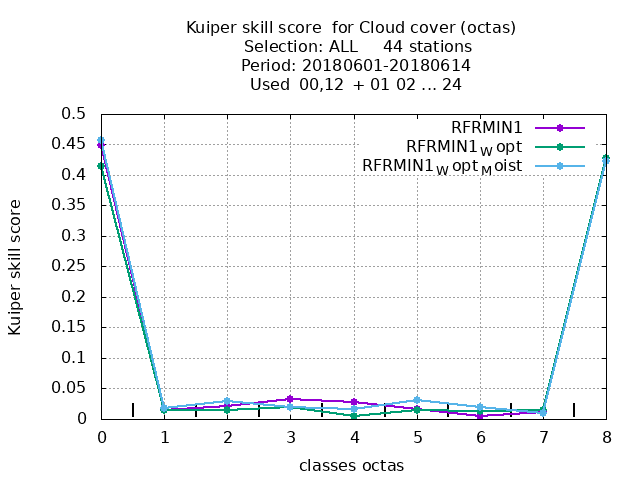 Kuiper skill score  for Cloud cover (octas)
Selection: ALL     44 stations
Period: 20180601-20180614
Used  00,12  + 01 02 ... 24
RFRMIN1
RFRMIN1W opt
RFRMIN1W optM oist
Kuiper skill score
0.5
0.45
0.4
0.35
0.3
0.25
0.2
0.15
0.1
0.05
0
0 1 2 3 4 5 6 7 8
classes octas